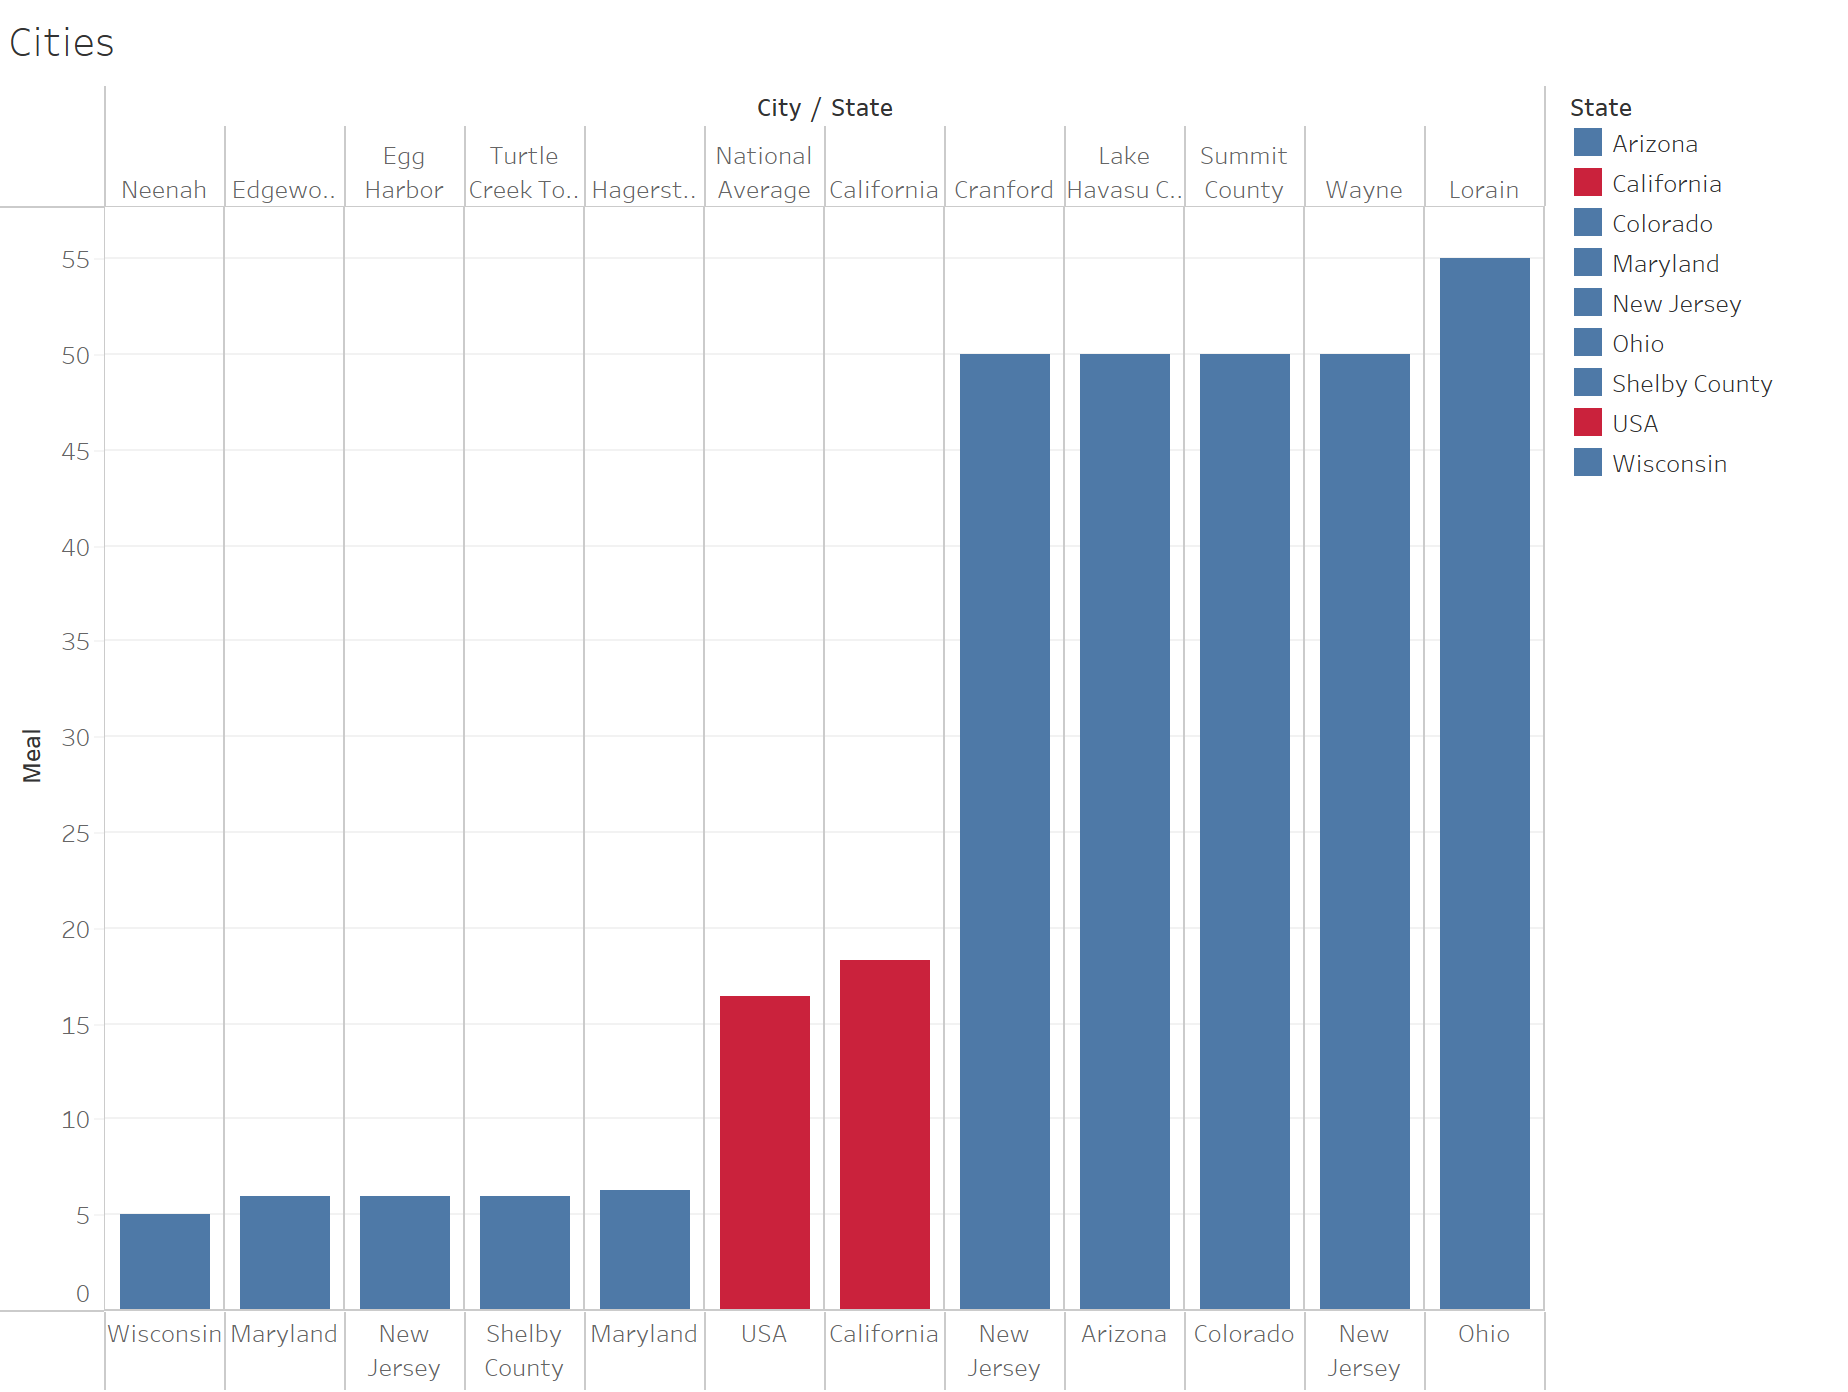 Cities
City / State
Neenah
Edgewo..
Egg
Harbor
Turtle
Creek To..
Hagerst..
National
Average
California
Cranford
Lake
Havasu C..
Summit
County
Wayne
Lorain
55
50
45
40
35
30
25
20
15
10
5
0
Meal
Wisconsin
Maryland
New
Jersey
Shelby
County
Maryland
USA
California
New
Jersey
Arizona
Colorado
New
Jersey
Ohio
State
Arizona
California
Colorado
Maryland
New Jersey
Ohio
Shelby County
USA
Wisconsin